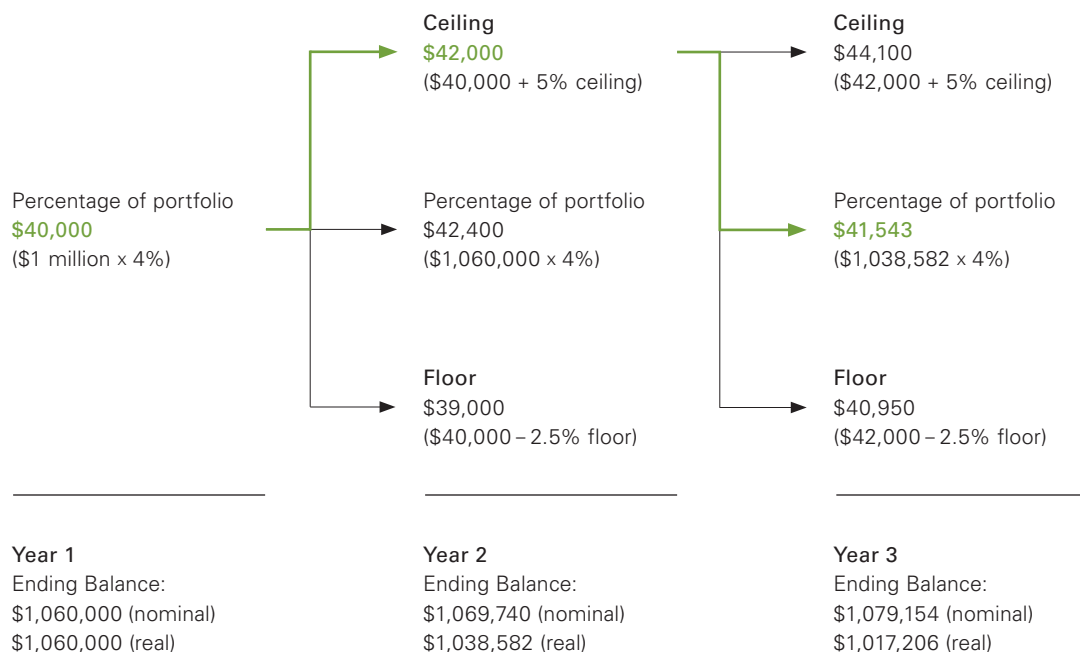 Ceiling
$42,000
($40,000 + 5% ceiling)
Ceiling
$44,100
($42,000 + 5% ceiling)
Percentage of portfolio
$40,000
($1 million x 4%)
Percentage of portfolio
$42,400
($1,060,000 x 4%)
Percentage of portfolio
$41,543
($1,038,582 x 4%)
Floor
$39,000
($40,000 – 2.5% floor)
Floor
$40,950
($42,000 – 2.5% floor)
Year 1
Ending Balance:
$1,060,000 (nominal)
$1,060,000 (real)
Year 2
Ending Balance:
$1,069,740 (nominal)
$1,038,582 (real)
Year 3
Ending Balance:
$1,079,154 (nominal)
$1,017,206 (real)